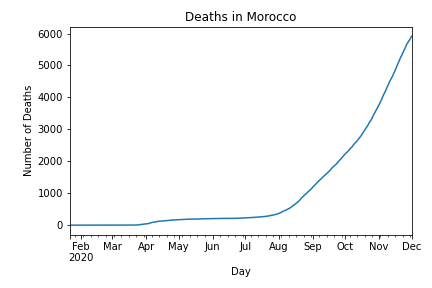 Deaths in Morocco
Number of Deaths
6000
5000
4000
3000
2000
1000
0
Feb Mar Apr May Jun Jul Aug Sep Oct Nov Dec
2020
Day